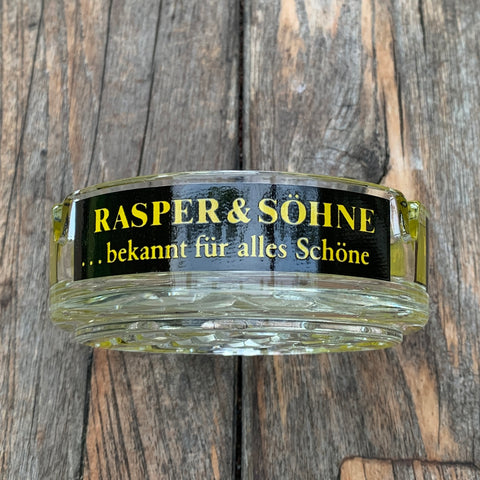 RASPER & SÖHNE
...bekannt für alles Schöne